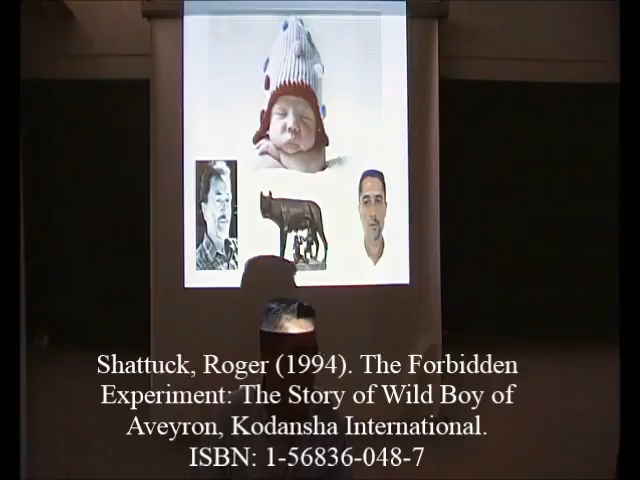 Shattuck, Roger (1994). The Forbidden
Experiment: The Story of Wild Boy of
Aveyron, Kodansha International.
ISBN: 1-56836-048-7